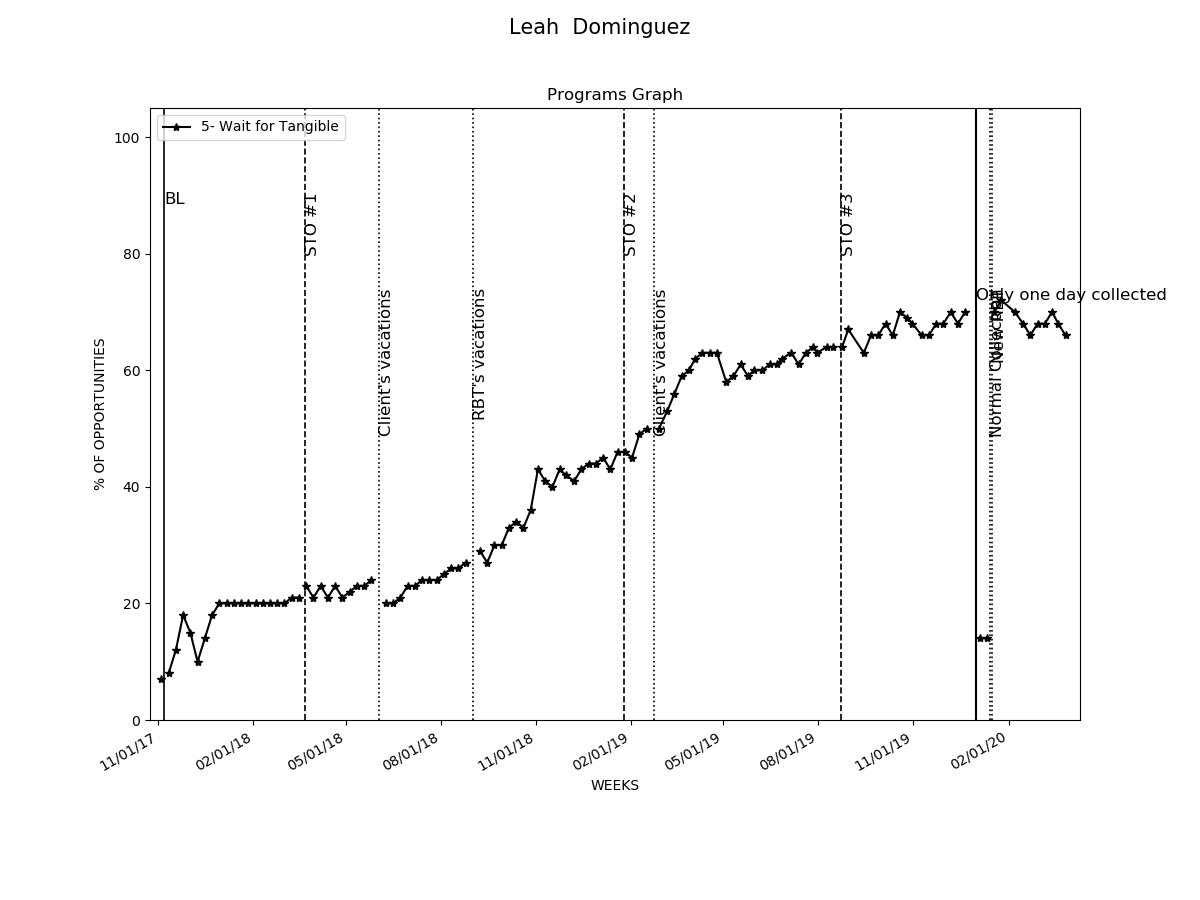 Leah  Dominguez
Programs Graph
5- Wait for Tangible
BL
STO #1
Client's vacations
RBT's vacations
STO #2
Client's vacations
STO #3
Only one day collected
Normal
New
% OF OPPORTUNITIES
100
80
60
40
20
0
11/01/17
02/01/18
05/01/18
08/01/18
11/01/18
02/01/19
05/01/19
08/01/19
11/01/19
02/01/20
WEEKS